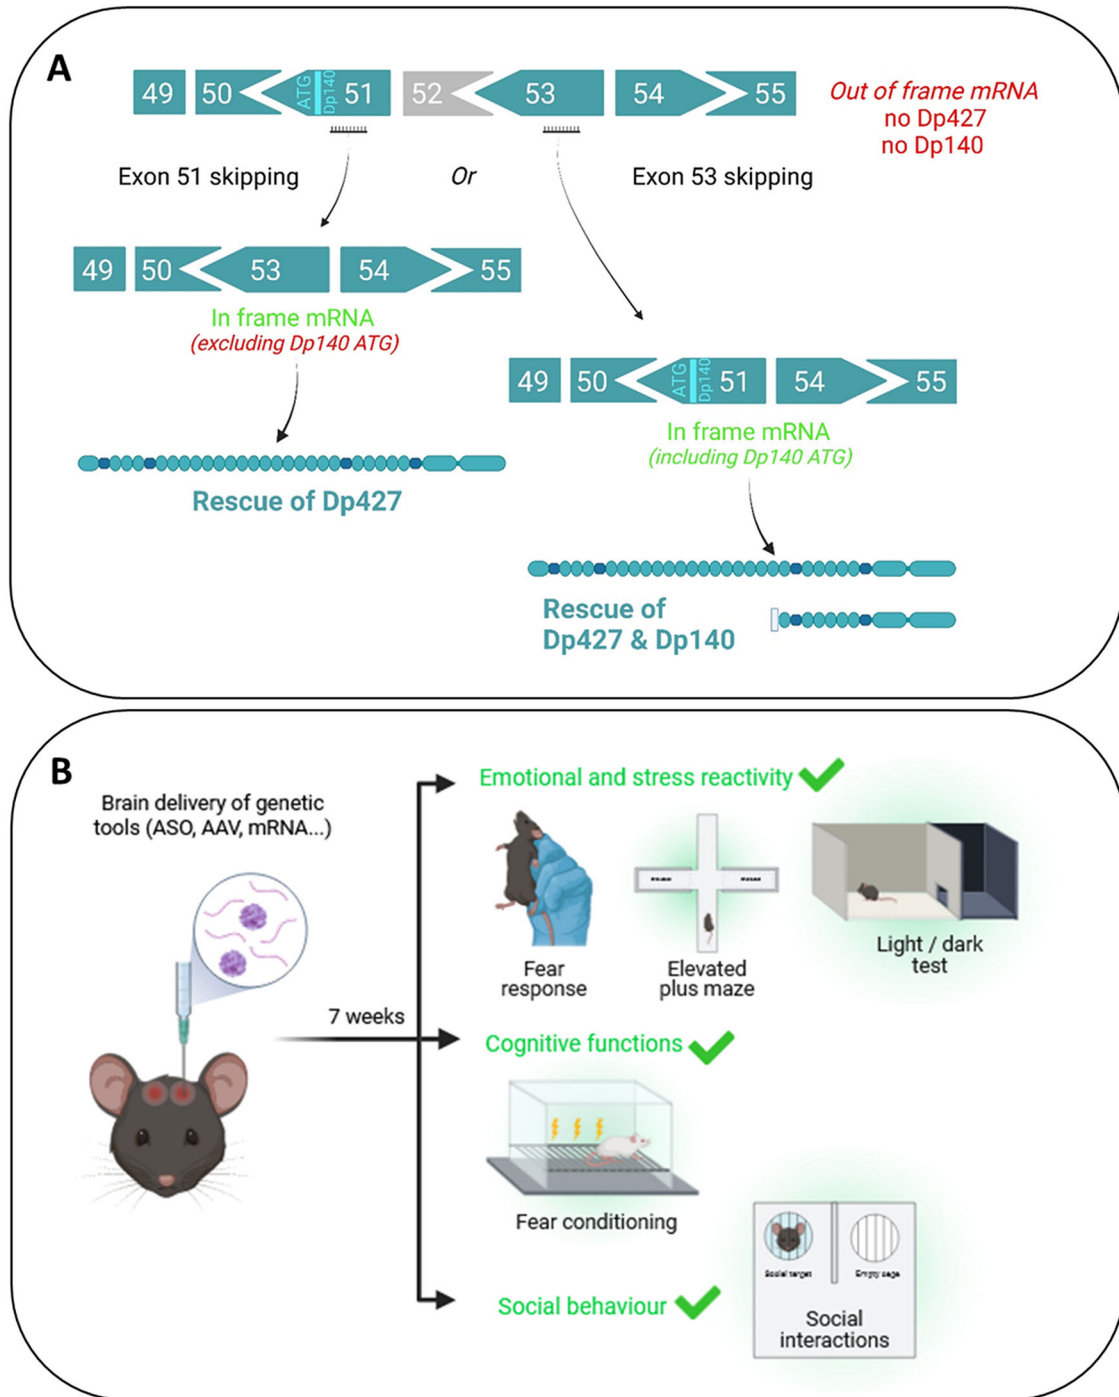 A
49 50 ATG Dp140 51 52 53 54 55
Out of frame mRNA
no Dp427
no Dp140
Exon 51 skipping
Or
Exon 53 skipping
49 50 53 54 55
In frame mRNA
(excluding Dp140 ATG)
Rescue of Dp427
49 50 ATG Dp140 51 54 55
In frame mRNA
(including Dp140 ATG)
Rescue of
Dp427 & Dp140
B
Brain delivery of genetic
tools (ASO, AAV, mRNA...)
7 weeks
Emotional and stress reactivity
Fear
response
Elevated
plus maze
Light / dark
test
Cognitive functions
Fear conditioning
Social behaviour
Social target
Empty cage
Social
interactions